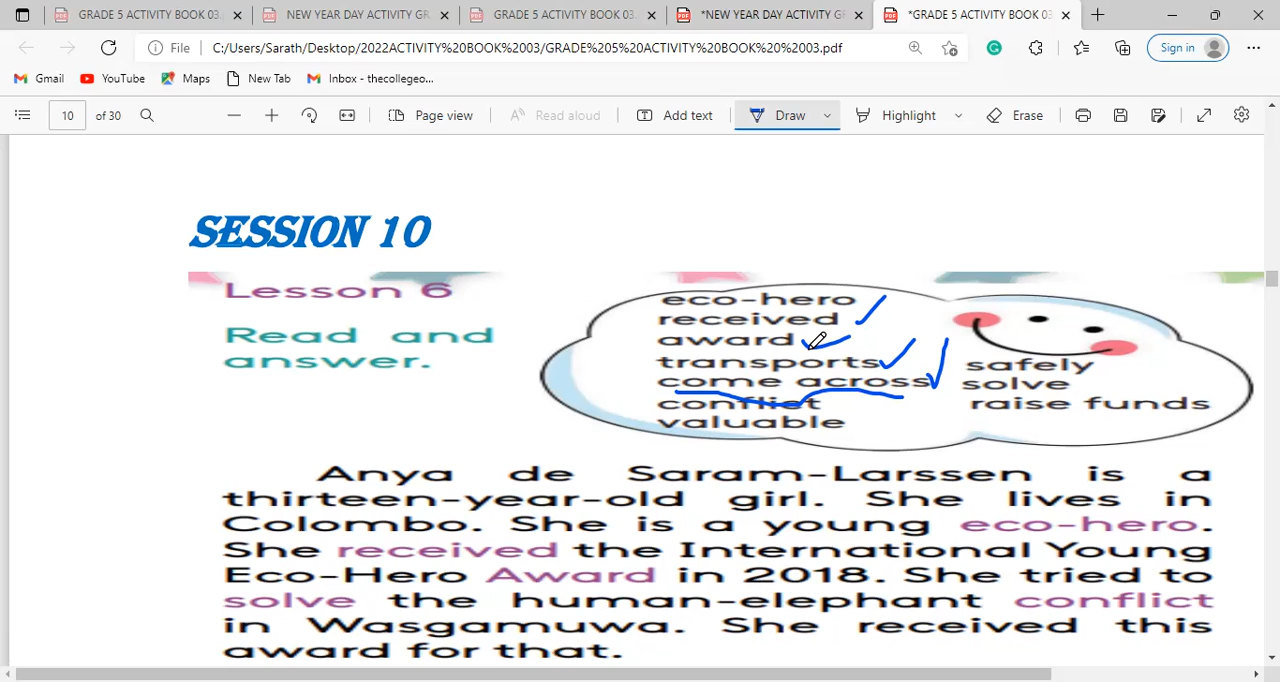 GRADE 5 ACTIVITY BOOK 03.
NEW YEAR DAY ACTIVITY GR
GRADE 5 ACTIVITY BOOK 03.
*NEW YEAR DAY ACTIVITY GF
*GRADE 5 ACTIVITY BOOK 03
File C:/Users/Sarath/Desktop/2022ACTIVITY%20BOOK%2003/GRADE%205%20ACTIVITY%20BOOK%20%2003.pdf
Sign in
Gmail YouTube Maps New Tab Inbox - thecollegeo...
10 of 30 Page view Read aloud Add text Draw Highlight Erase
SESSION 10
Lesson 6
Read and
answer.
eco-hero
received
award
transports
come across
conflict
valuable
safely
solve
raise funds
Anya de Saram-Larssen is a
thirteen-year-old girl. She lives in
Colombo. She is a young eco-hero.
She received the International Young
Eco-Hero Award in 2018. She tried to
solve the human-elephant conflict
in Wasgamuwa. She received this
award for that.